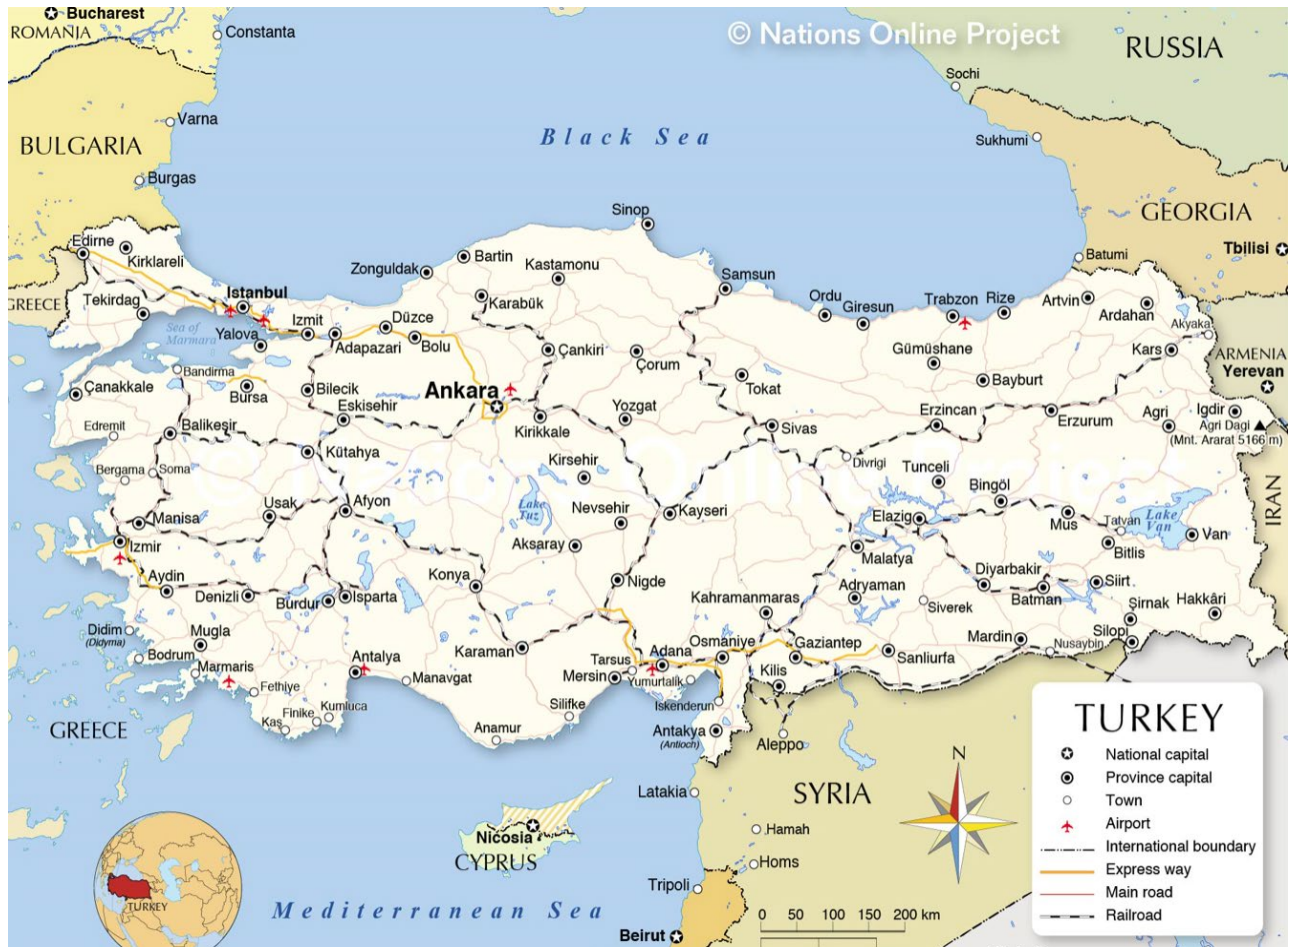 Bucharest
ROMANIA
Constanta
© Nations Online Project
RUSSIA
Sochi
Varna
Black Sea
Sukhumi
BULGARIA
Burgas
GEORGIA
Sinop
Tbilisi
Edirne
Kirklareli
Bartin
Zonguldak
Kastamonu
Samsun
Batumi
GREECE
Tekirdag
Istanbul
Karabük
Ordu
Giresun
Trabzon
Rize
Artvin
Ardahan
Sea of
Marmara
Yalova
Izmit
Adapazari
Düzce
Bolu
Çankiri
Çorum
Gümüshane
Akyaka
Kars
ARMENIA
Yerevan
Bandirma
Çanakkale
Bursa
Bilecik
Ankara
Tokat
Bayburt
Edremit
Balikeşir
Eskisehir
Kirikkale
Yozgat
Sivas
Erzincan
Erzurum
Agri
Igdir
Agri Dagi
(Mnt. Ararat 5166 m)
Kütahya
Bergama
Soma
Kirsehir
Divrigi
Tunceli
Bingöl
© Nations Online Project
Manisa
Usak
Afyon
Lake
Tuz
Nevsehir
Kayseri
Elazig
Mus
Tatvan
Lake
Van
Van
IRAN
Izmir
Aksaray
Malatya
Bitlis
Aydin
Denizli
Burdur
Isparta
Konya
Nigde
Kahramanmaras
Adryaman
Diyarbakir
Batman
Siirt
Siverek
Şirnak
Hakkâri
Didim
(Didyma)
Mugla
Bodrum
Marmaris
Antalya
Karaman
Tarsus
Adana
Osmaniye
Gaziantep
Sanliurfa
Mardin
Nusaybin
Silopi
Fethiye
Manavgat
Mersin
Yumurtalik
Kilis
Kas
Finike
Kumluca
Silifke
Iskenderun
Anamur
Antakya
(Antioch)
Aleppo
GREECE
Latakia
SYRIA
Nicosia
CYPRUS
Hamah
Homs
Tripoli
Mediterranean Sea
Beirut
TURKEY
N
0 50 100 150 200 km
TURKEY
National capital
Province capital
Town
Airport
International boundary
Express way
Main road
Railroad